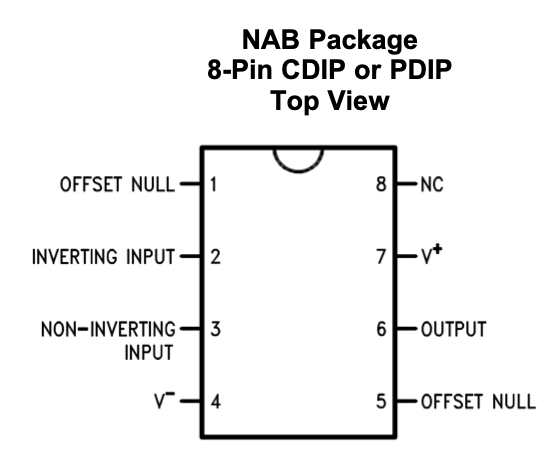 NAB Package
8-Pin CDIP or PDIP
Top View
OFFSET NULL 1
8 NC
INVERTING INPUT 2
7 V+
NON-INVERTING 3
INPUT
6 OUTPUT
V- 4
5 OFFSET NULL